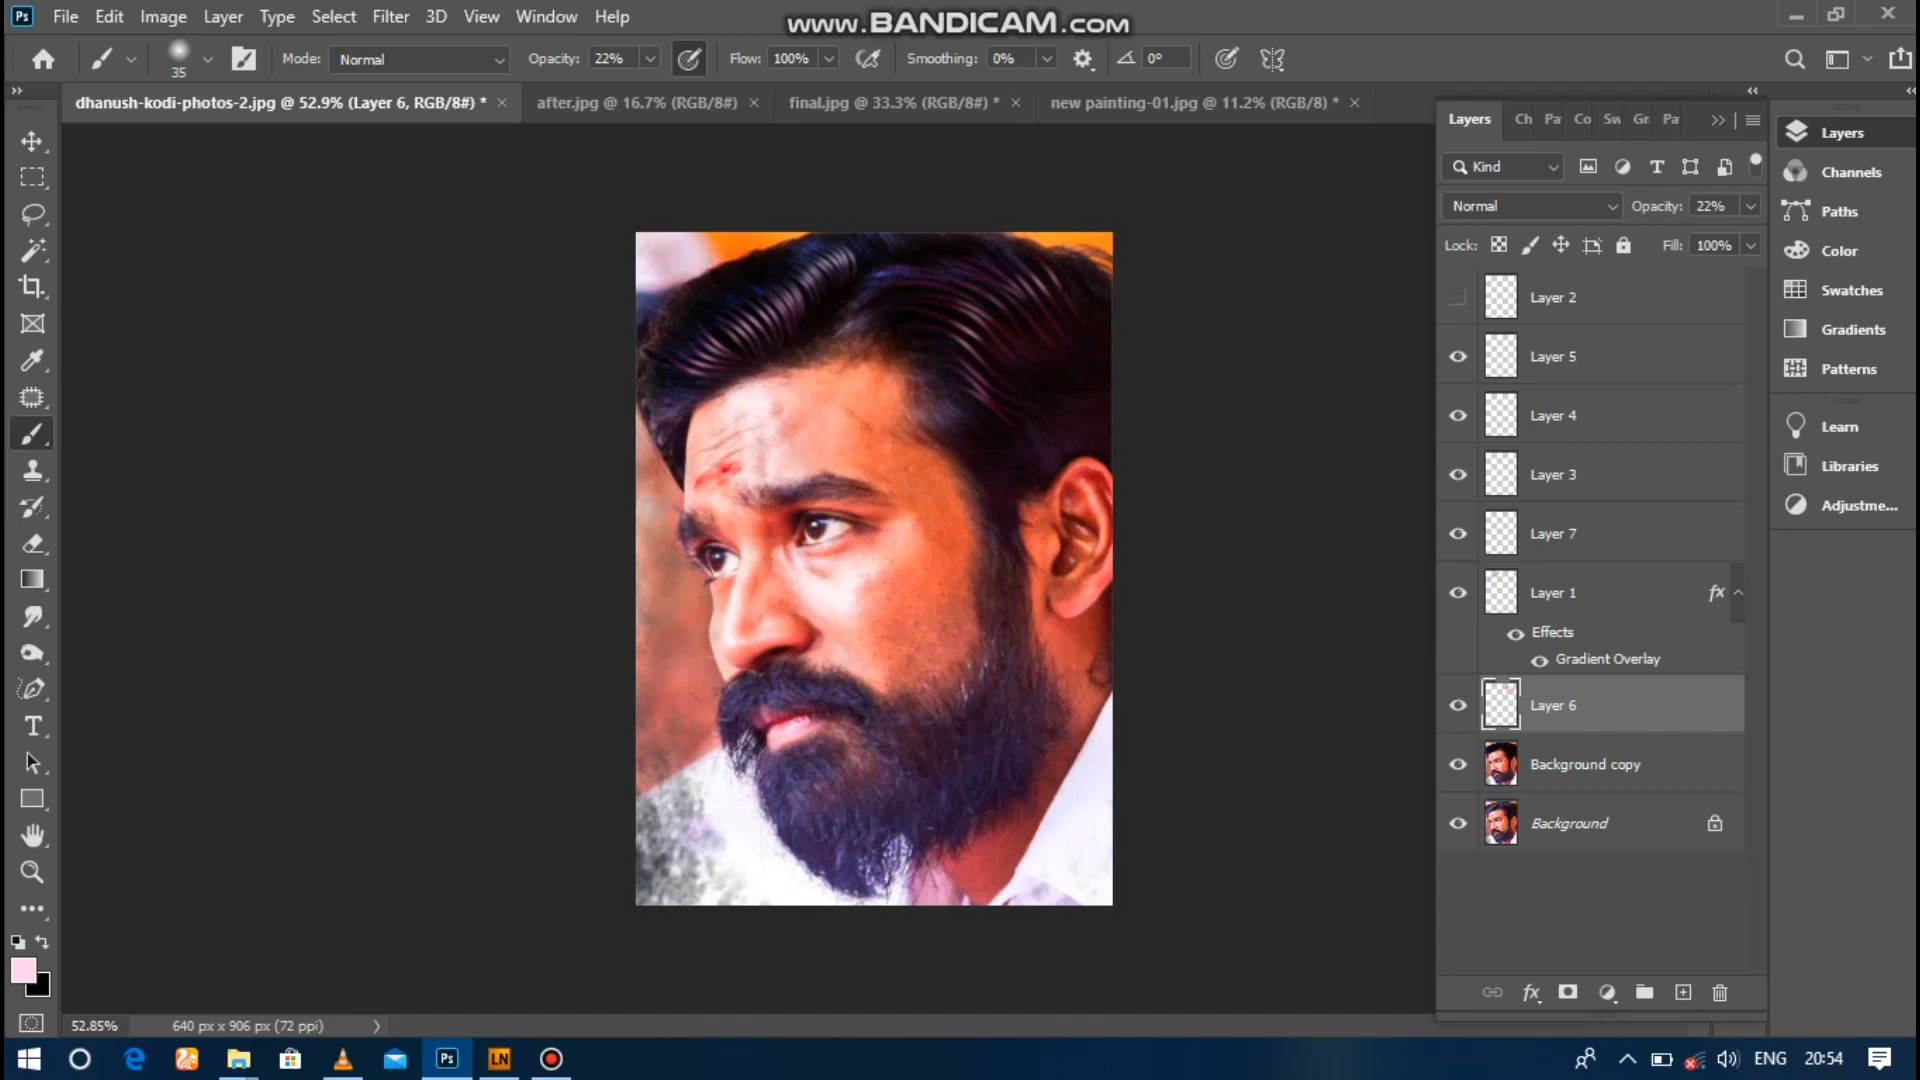 www.BANDICAM.com
Ps File Edit Image Layer Type Select Filter 3D View Window Help
35 Mode: Normal Opacity: 22% Flow: 100% Smoothing: 0% 0°
dhanush-kodi-photos-2.jpg @ 52.9% (Layer 6, RGB/8#) * after.jpg @ 16.7% (RGB/8#) final.jpg @ 33.3% (RGB/8#) * new painting-01.jpg @ 11.2% (RGB/8) *
Layers Ch Pa Co Sw Gr Pa
Kind
Normal Opacity: 22%
Lock: Fill: 100%
Layer 2
Layer 5
Layer 4
Layer 3
Layer 7
Layer 1 fx
Effects
Gradient Overlay
Layer 6
Background copy
Background
fx
Layers
Channels
Paths
Color
Swatches
Gradients
Patterns
Learn
Libraries
Adjustme...
52.85% 640 px x 906 px (72 ppi)
Ps LN ENG 20:54